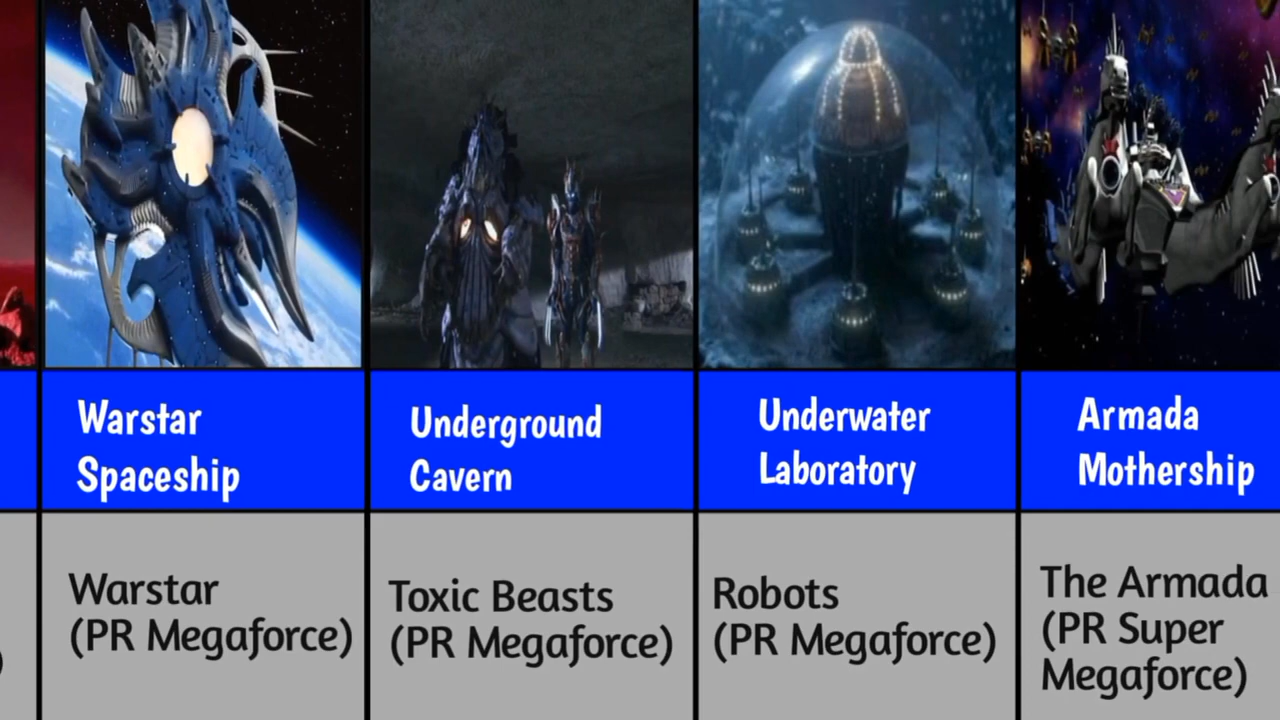 Warstar
Spaceship
Underground
Cavern
Underwater
Laboratory
Armada
Mothership
Warstar
(PR Megaforce)
Toxic Beasts
(PR Megaforce)
Robots
(PR Megaforce)
The Armada
(PR Super
Megaforce)
)